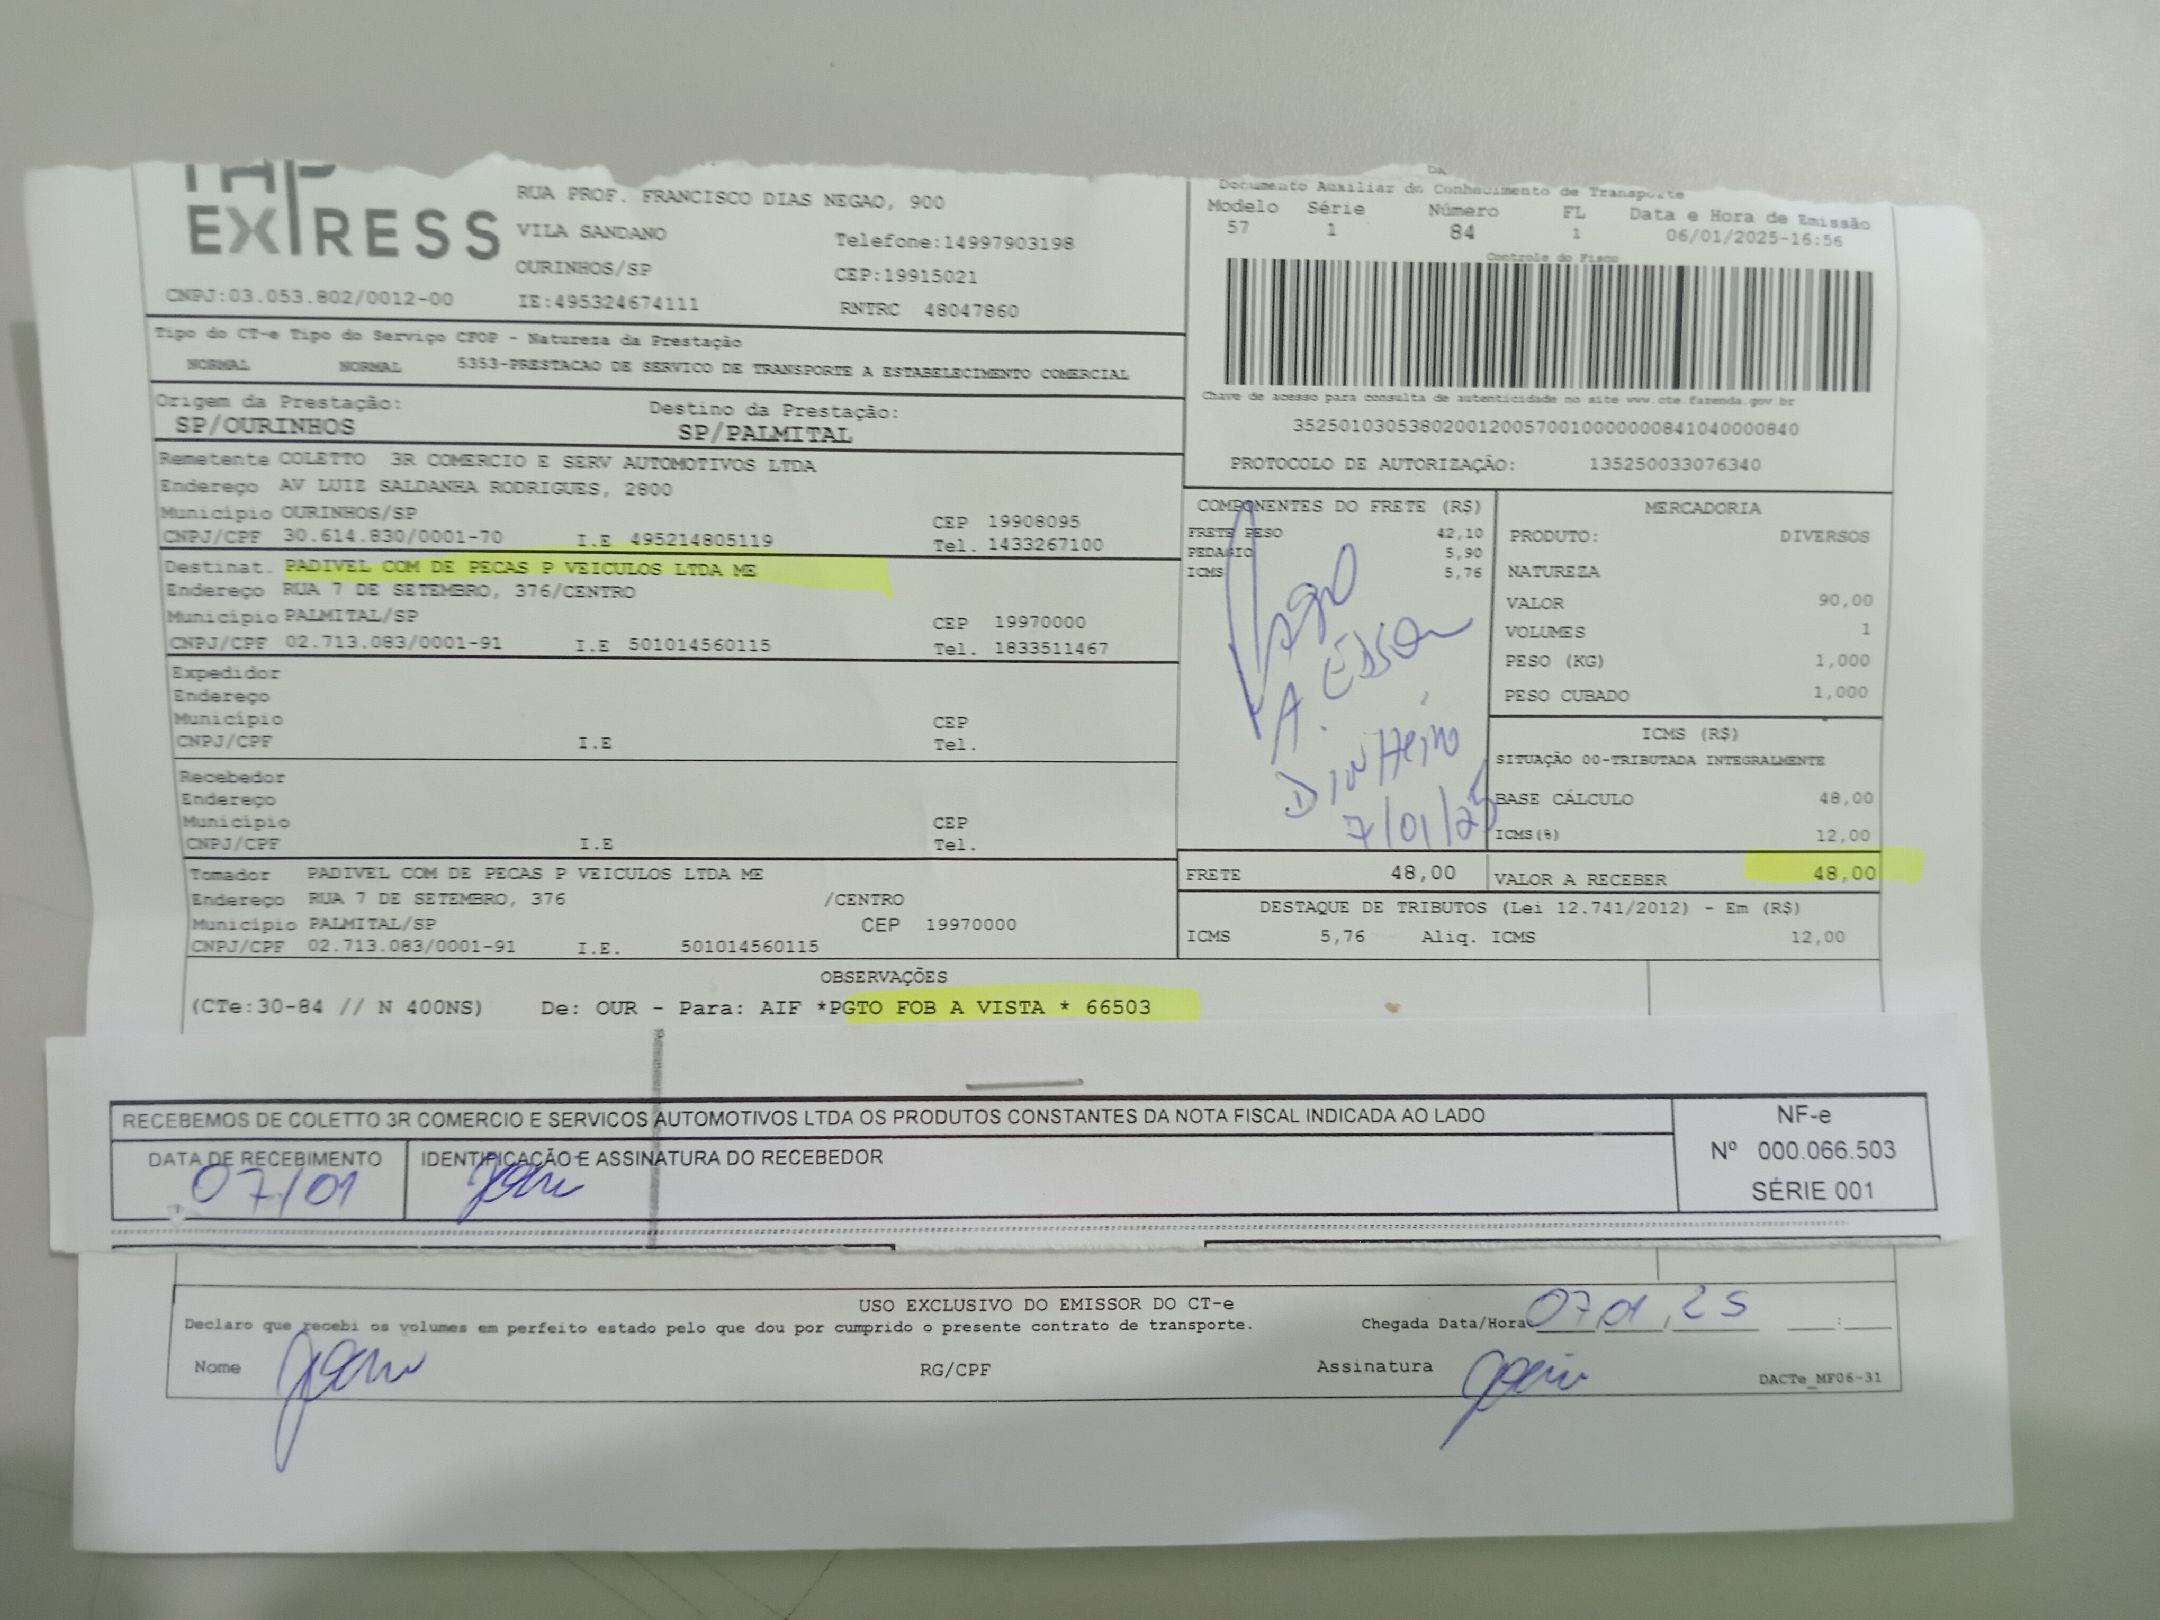 EXPRESS
RUA PROF. FRANCISCO DIAS NEGAO, 900
VILA SANDANO
Telefone:14997903198
OURINHOS/SP
CEP:19915021
CNPJ:03.053.802/0012-00
IE:495324674111
RNTRC 48047860
Documento Auxiliar do Conhecimento de Transporte
Modelo Série Número FL Data e Hora de Emissão
57 1 84 1 06/01/2025-16:56
Controle do Fisco
Chave de acesso para consulta de autenticidade no site www.cte.fazenda.gov.br
35250103053802001200570010000000841040000840
PROTOCOLO DE AUTORIZAÇÃO: 135250033076340
Tipo do CT-e Tipo do Serviço CFOP - Natureza da Prestação
NORMAL NORMAL 5353-PRESTACAO DE SERVICO DE TRANSPORTE A ESTABELECIMENTO COMERCIAL
Origem da Prestação: Destino da Prestação:
SP/OURINHOS SP/PALMITAL
Remetente COLETTO 3R COMERCIO E SERV AUTOMOTIVOS LTDA
Endereço AV LUIZ SALDANHA RODRIGUES, 2800
Município OURINHOS/SP CEP 19908095
CNPJ/CPF 30.614.830/0001-70 I.E 495214805119 Tel. 1433267100
Destinat. PADIVEL COM DE PECAS P VEICULOS LTDA ME
Endereço RUA 7 DE SETEMBRO, 376/CENTRO
Município PALMITAL/SP CEP 19970000
CNPJ/CPF 02.713.083/0001-91 I.E 501014560115 Tel. 1833511467
Expedidor
Endereço
Município CEP
CNPJ/CPF I.E Tel.
Recebedor
Endereço
Município CEP
CNPJ/CPF I.E Tel.
Tomador PADIVEL COM DE PECAS P VEICULOS LTDA ME
Endereço RUA 7 DE SETEMBRO, 376 /CENTRO
Município PALMITAL/SP CEP 19970000
CNPJ/CPF 02.713.083/0001-91 I.E. 501014560115
COMPONENTES DO FRETE (R$)
FRETE PESO 42,10
PEDAGIO 5,90
ICMS 5,76
Pago
A. Edson
Dinheiro
7/01/25
MERCADORIA
PRODUTO: DIVERSOS
NATUREZA
VALOR 90,00
VOLUMES 1
PESO (KG) 1,000
PESO CUBADO 1,000
ICMS (R$)
SITUAÇÃO 00-TRIBUTADA INTEGRALMENTE
BASE CÁLCULO 48,00
ICMS(%) 12,00
FRETE 48,00 VALOR A RECEBER 48,00
DESTAQUE DE TRIBUTOS (Lei 12.741/2012) - Em (R$)
ICMS 5,76 Aliq. ICMS 12,00
OBSERVAÇÕES
(CTe:30-84 // N 400NS) De: OUR - Para: AIF *PGTO FOB A VISTA * 66503
RECEBEMOS DE COLETTO 3R COMERCIO E SERVICOS AUTOMOTIVOS LTDA OS PRODUTOS CONSTANTES DA NOTA FISCAL INDICADA AO LADO
DATA DE RECEBIMENTO IDENTIFICAÇÃO E ASSINATURA DO RECEBEDOR
07/01
NF-e
Nº 000.066.503
SÉRIE 001
USO EXCLUSIVO DO EMISSOR DO CT-e
Declaro que recebi os volumes em perfeito estado pelo que dou por cumprido o presente contrato de transporte.
Chegada Data/Hora 07,01,25 __:__
Nome RG/CPF Assinatura
DACTe_MF06-31